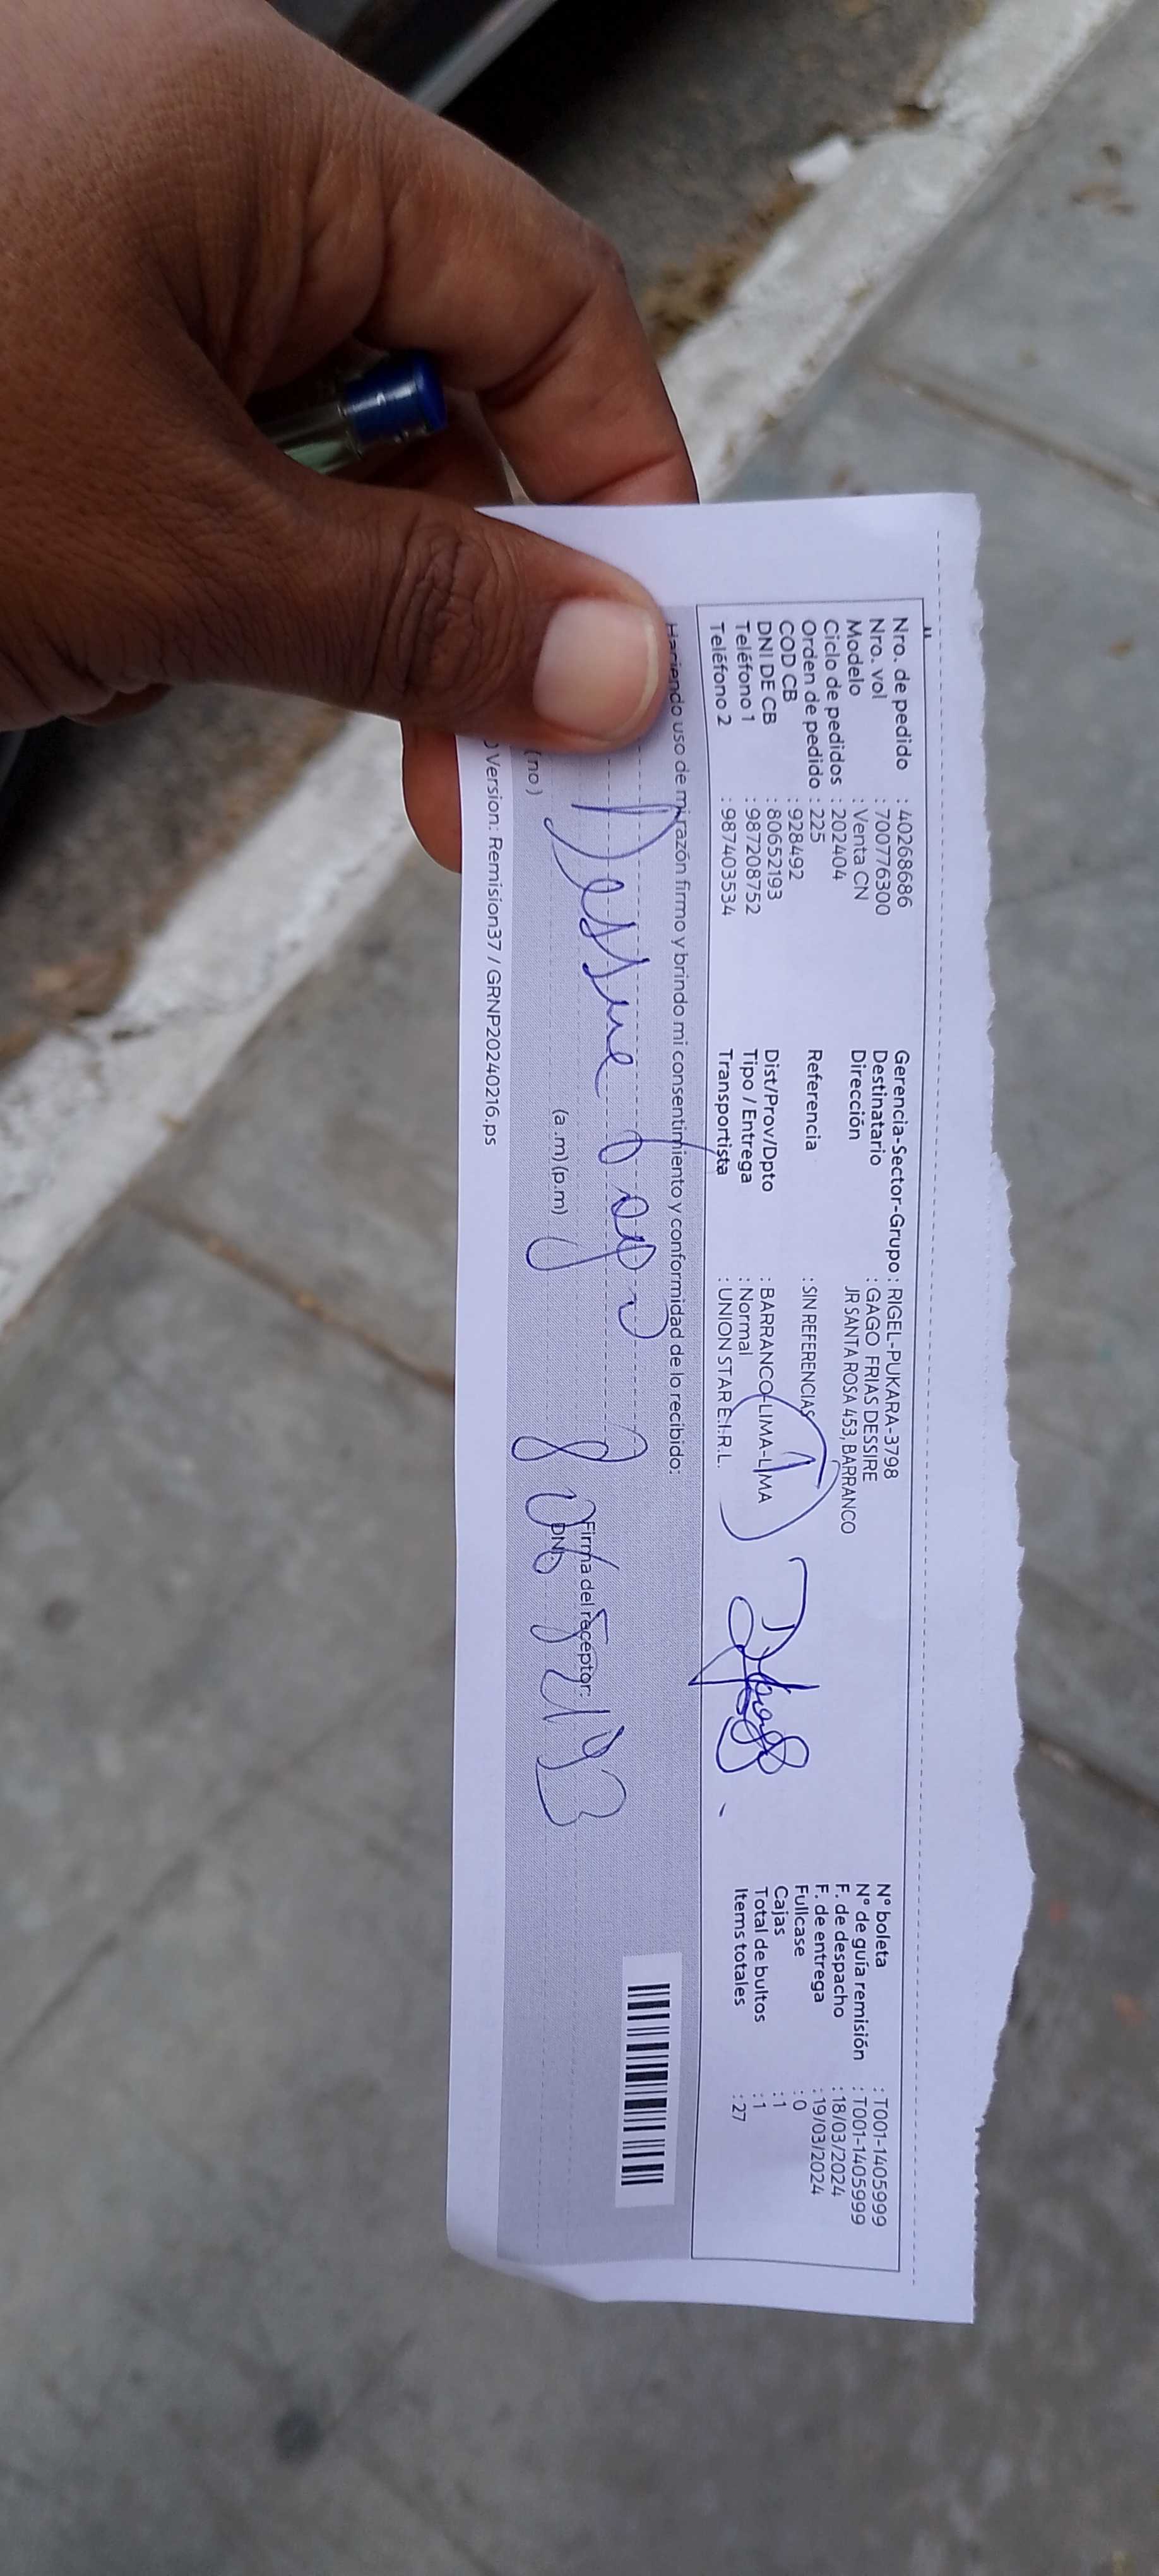 Nro. de pedido : 40268686
Nro. vol : 700776300
Modelo : Venta CN
Ciclo de pedidos : 202404
Orden de pedido : 225
COD CB : 928492
DNI DE CB : 80652193
Teléfono 1 : 987208752
Teléfono 2 : 987403534
Gerencia-Sector-Grupo : RIGEL-PUKARA-3798
Destinatario : GAGO FRIAS DESSIRE
Dirección JR SANTA ROSA 453, BARRANCO
Referencia : SIN REFERENCIAS
Dist/Prov/Dpto : BARRANCO-LIMA-LIMA
Tipo / Entrega : Normal
Transportista : UNION STAR E.I.R.L.
N° boleta : T001-1405999
N° de guía remisión : T001-1405999
F. de despacho : 18/03/2024
F. de entrega : 19/03/2024
Fullcase : 0
Cajas : 1
Total de bultos : 1
Items totales : 27
Haciendo uso de mi razón firmo y brindo mi consentimiento y conformidad de lo recibido:
Firma del receptor:
80652193
(no) (a .m) (p.m) DNI
Version: Remision37 / GRNP20240216.ps